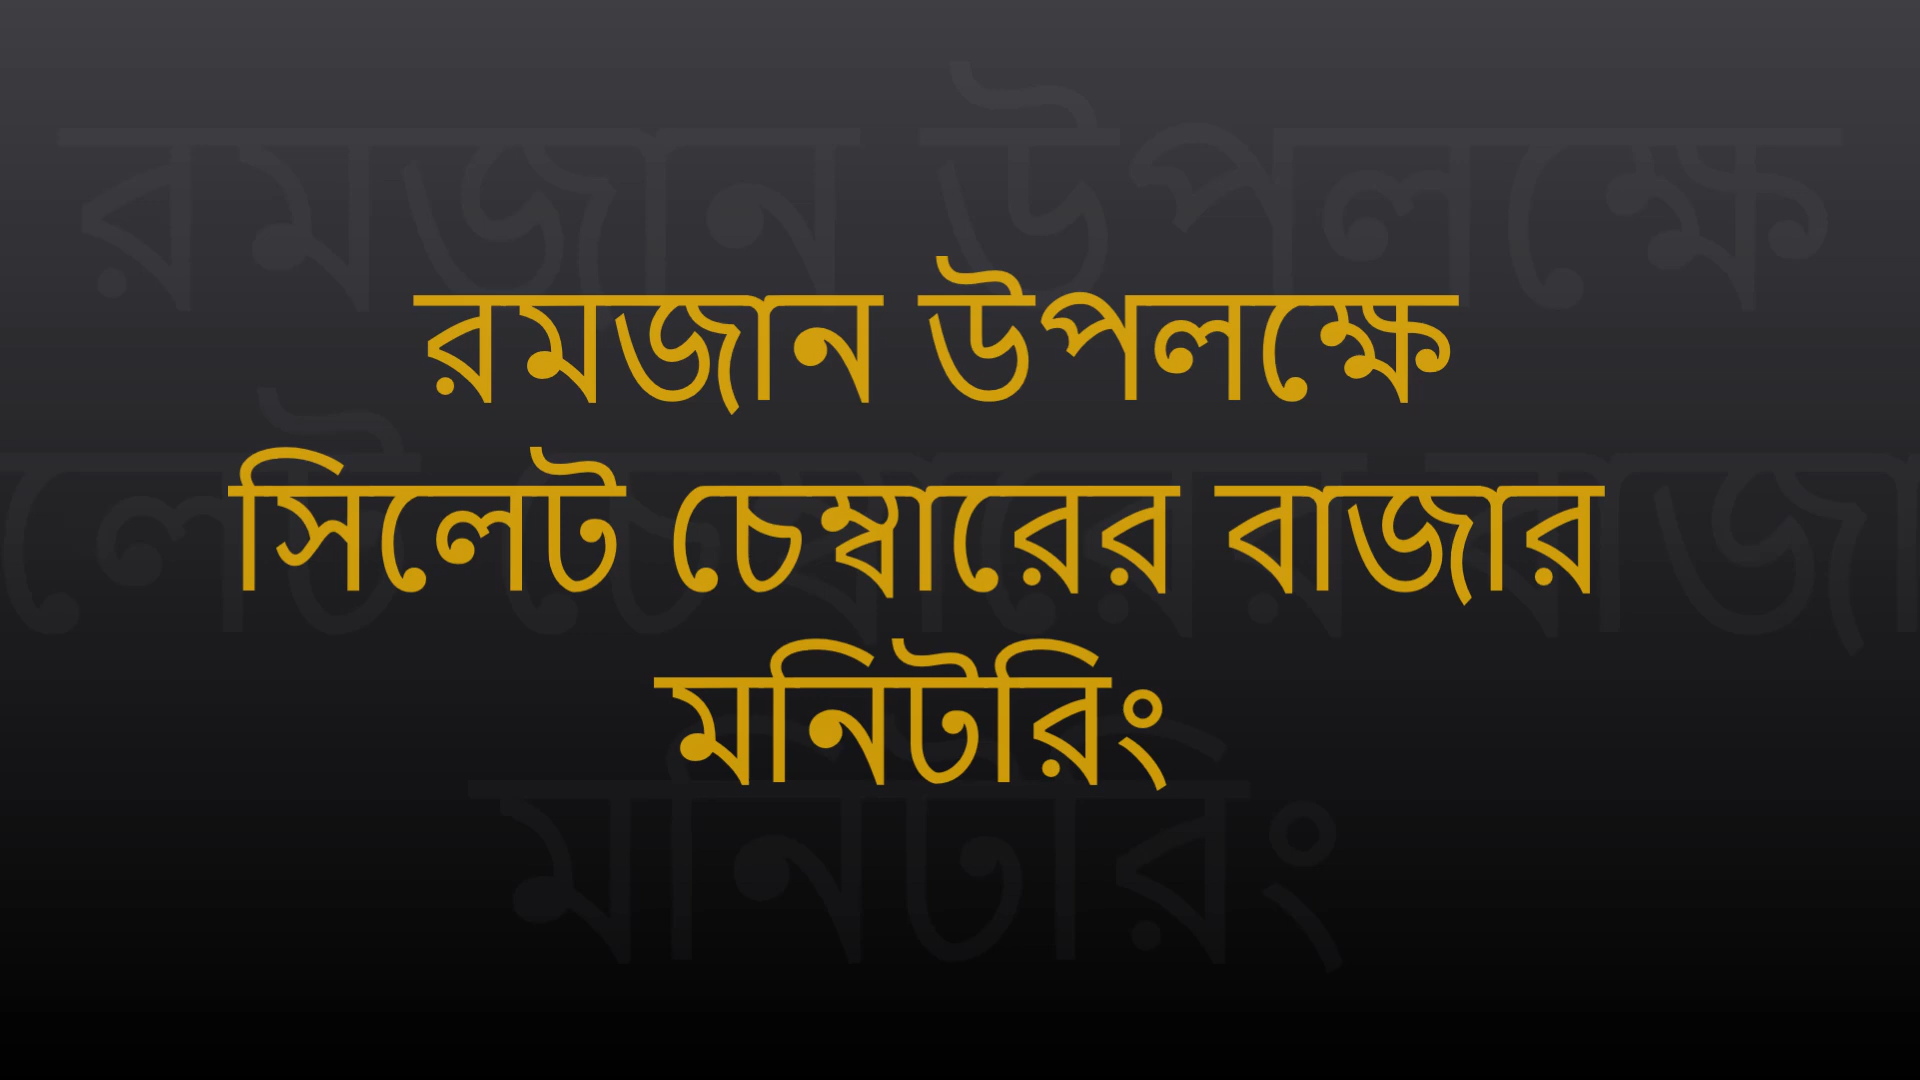 রমজান উপলক্ষে
সিলেট চেম্বারের বাজার
মনিটরিং